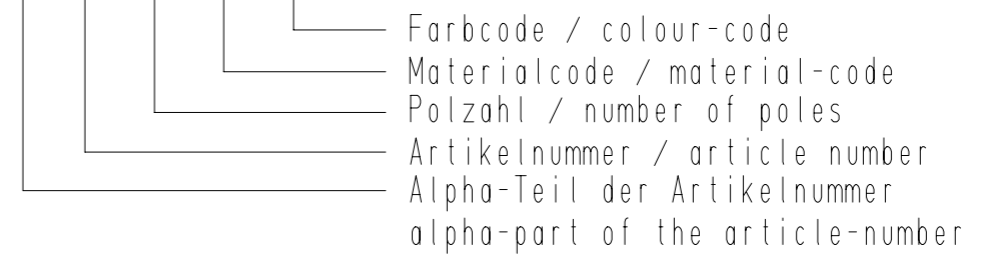 Farbcode / colour-code
Materialcode / material-code
Polzahl / number of poles
Artikelnummer / article number
Alpha-Teil der Artikelnummer
alpha-part of the article-number